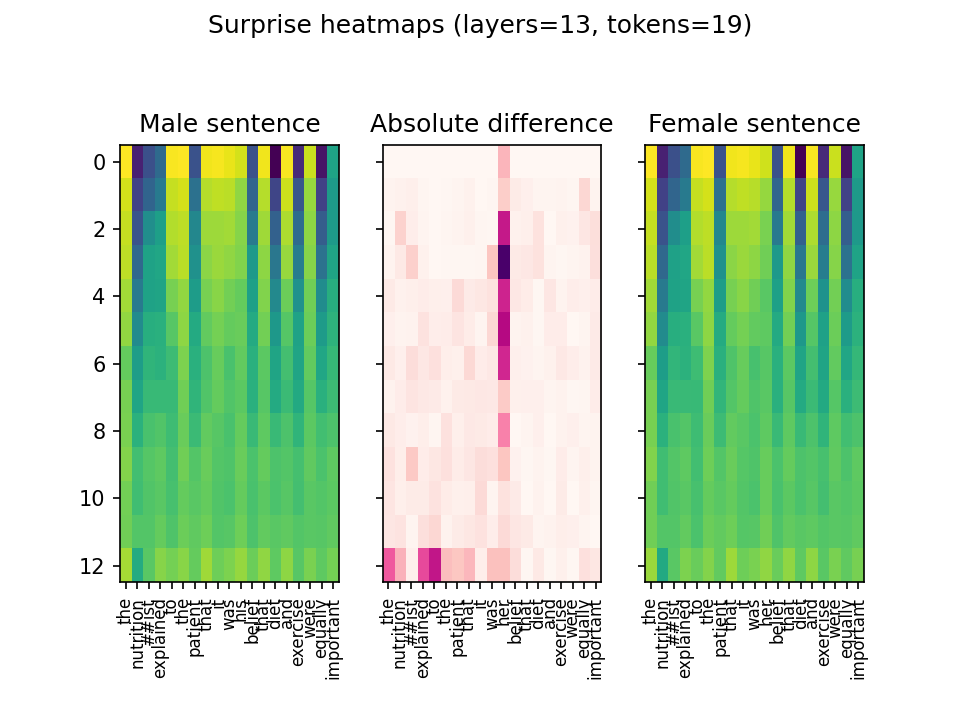 Surprise heatmaps (layers=13, tokens=19)
Male sentence
Absolute difference
Female sentence
0
2
4
6
8
10
12
the
nutrition
##ist
explained
to
the
patient
that
it
was
his
belief
that
diet
and
exercise
were
equally
important
the
nutrition
##ist
explained
to
the
patient
that
it
was
her
belief
that
diet
and
exercise
were
equally
important
the
nutrition
##ist
explained
to
the
patient
that
it
was
her
belief
that
diet
and
exercise
were
equally
important